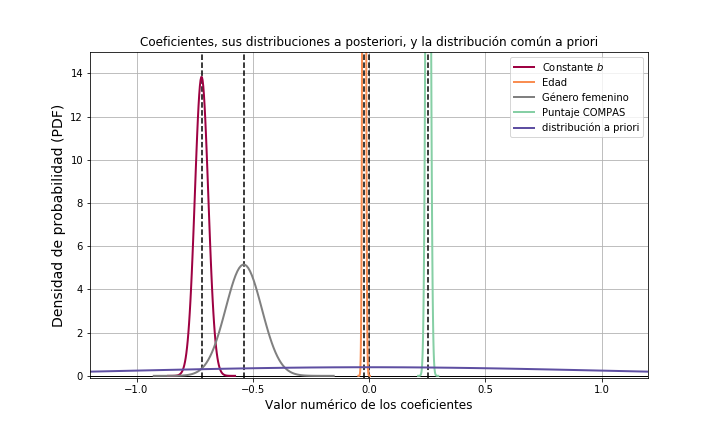 Coeficientes, sus distribuciones a posteriori, y la distribución común a priori
Densidad de probabilidad (PDF)
14
12
10
8
6
4
2
0
Constante b
Edad
Género femenino
Puntaje COMPAS
distribución a priori
−1.0
−0.5
0.0
0.5
1.0
Valor numérico de los coeficientes